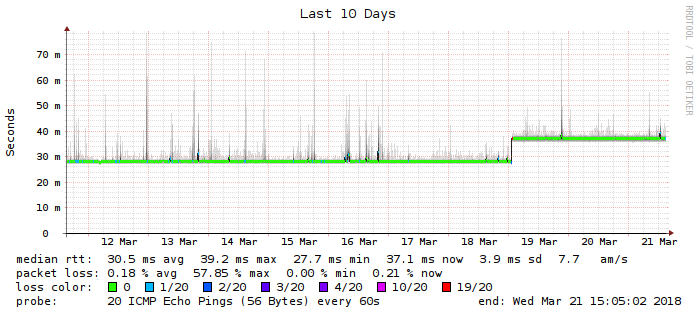 Last 10 Days
RRDTOOL / TOBI OETIKER
Seconds
70 m
60 m
50 m
40 m
30 m
20 m
10 m
0
12 Mar 13 Mar 14 Mar 15 Mar 16 Mar 17 Mar 18 Mar 19 Mar 20 Mar 21 Mar
median rtt: 30.5 ms avg 39.2 ms max 27.7 ms min 37.1 ms now 3.9 ms sd 7.7 am/s
packet loss: 0.18 % avg 57.85 % max 0.00 % min 0.21 % now
loss color: 0 1/20 2/20 3/20 4/20 10/20 19/20
probe: 20 ICMP Echo Pings (56 Bytes) every 60s end: Wed Mar 21 15:05:02 2018